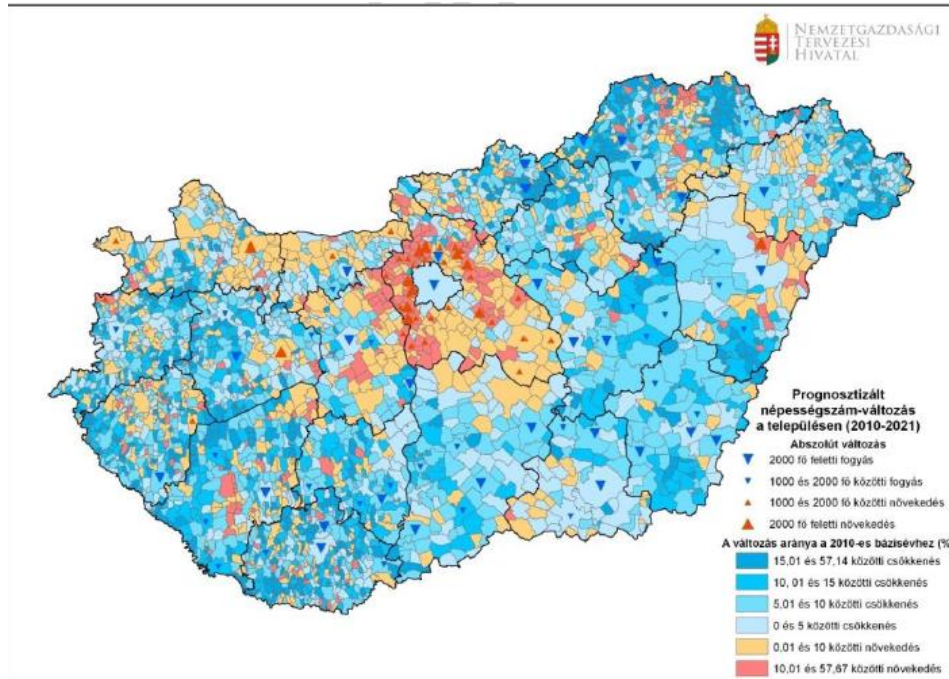 NEMZETGAZDASÁGI
TERVEZÉSI
HIVATAL
Prognosztizált
népességszám-változás
a településen (2010-2021)
Abszolút változás
2000 fő feletti fogyás
1000 és 2000 fő közötti fogyás
1000 és 2000 fő közötti növekedés
2000 fő feletti növekedés
A változás aránya a 2010-es bázisévhez (%
15,01 és 57,14 közötti csökkenés
10, 01 és 15 közötti csökkenés
5,01 és 10 közötti csökkenés
0 és 5 közötti csökkenés
0,01 és 10 közötti növekedés
10,01 és 57,67 közötti növekedés